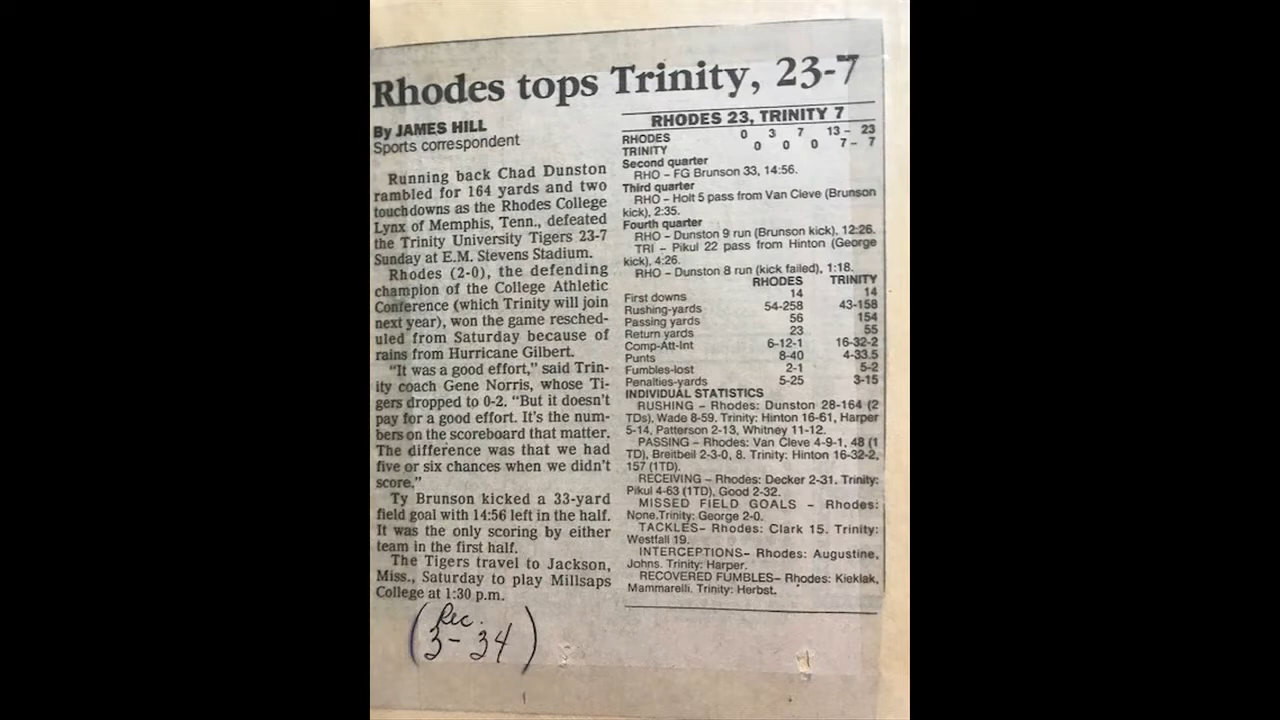 Rhodes tops Trinity, 23-7
By JAMES HILL
Sports correspondent
Running back Chad Dunston
rambled for 164 yards and two
touchdowns as the Rhodes College
Lynx of Memphis, Tenn., defeated
the Trinity University Tigers 23-7
Sunday at E.M. Stevens Stadium.
Rhodes (2-0), the defending
champion of the College Athletic
Conference (which Trinity will join
next year), won the game resched-
uled from Saturday because of
rains from Hurricane Gilbert.
"It was a good effort," said Trin-
ity coach Gene Norris, whose Ti-
gers dropped to 0-2. "But it doesn't
pay for a good effort. It's the num-
bers on the scoreboard that matter.
The difference was that we had
five or six chances when we didn't
score."
Ty Brunson kicked a 33-yard
field goal with 14:56 left in the half.
It was the only scoring by either
team in the first half.
The Tigers travel to Jackson,
Miss., Saturday to play Millsaps
College at 1:30 p.m.
(Rec.
3-34)
RHODES 23, TRINITY 7
RHODES 0 3 7 13 – 23
TRINITY 0 0 0 7 – 7
Second quarter
RHO – FG Brunson 33, 14:56.
Third quarter
RHO – Holt 5 pass from Van Cleve (Brunson
kick), 2:35.
Fourth quarter
RHO – Dunston 9 run (Brunson kick), 12:26.
TRI – Pikul 22 pass from Hinton (George
kick), 4:26.
RHO – Dunston 8 run (kick failed), 1:18.
RHODES TRINITY
First downs 14 14
Rushing-yards 54-258 43-158
Passing yards 56 154
Return yards 23 55
Comp-Att-Int 6-12-1 16-32-2
Punts 8-40 4-33.5
Fumbles-lost 2-1 5-2
Penalties-yards 5-25 3-15
INDIVIDUAL STATISTICS
RUSHING – Rhodes: Dunston 28-164 (2
TDs), Wade 8-59. Trinity: Hinton 16-61, Harper
5-14, Patterson 2-13, Whitney 11-12.
PASSING – Rhodes: Van Cleve 4-9-1, 48 (1
TD), Breitbeil 2-3-0, 8. Trinity: Hinton 16-32-2,
157 (1TD).
RECEIVING – Rhodes: Decker 2-31. Trinity:
Pikul 4-63 (1TD), Good 2-32.
MISSED FIELD GOALS – Rhodes:
None.Trinity: George 2-0.
TACKLES– Rhodes: Clark 15. Trinity:
Westfall 19.
INTERCEPTIONS– Rhodes: Augustine,
Johns. Trinity: Harper.
RECOVERED FUMBLES– Rhodes: Kieklak,
Mammarelli. Trinity: Herbst.